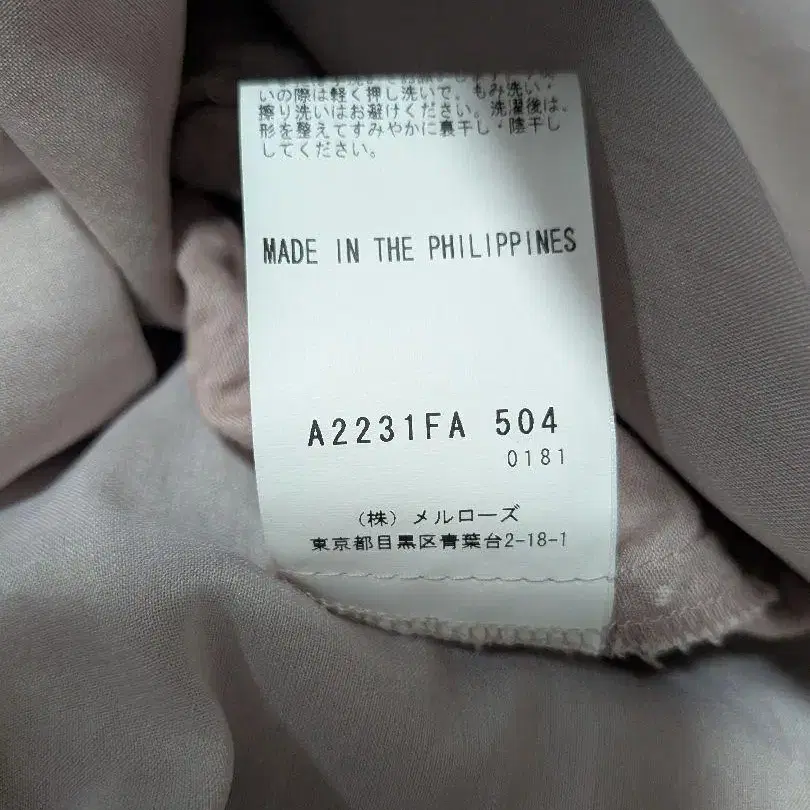 いの際は軽く押し洗いで。もみ洗い・
擦り洗いはお避けください。洗濯後は、
形を整えてすみやかに裏干し・陰干し
してください。
MADE IN THE PHILIPPINES
A2231FA 504
0181
(株) メルローズ
東京都目黒区青葉台2-18-1